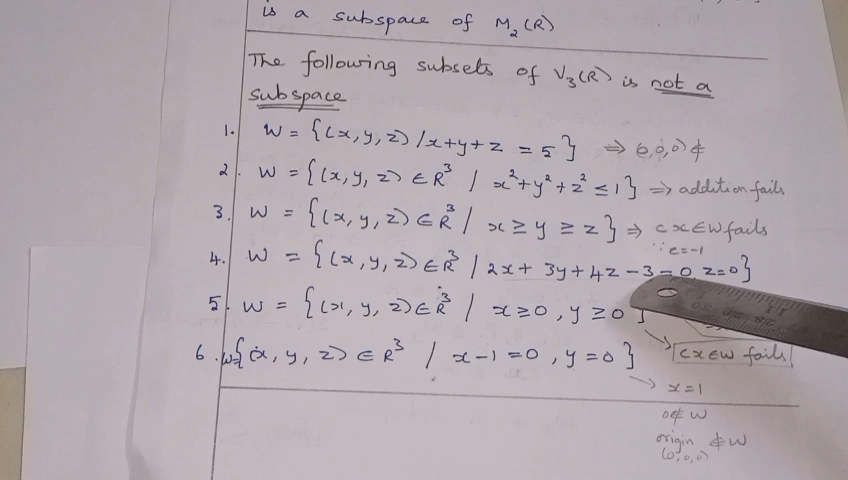 is a subspace of M₂(R)
The following subsets of V₃(R) is not a
subspace
1. W = {(x, y, z) / x+y+z = 5} ⇒ (0,0,0) ∉
2. W = {(x, y, z) ∈ R³ / x²+y²+z² ≤ 1} ⇒ addition fails
3. W = {(x, y, z) ∈ R³ / x ≥ y ≥ z} ⇒ cx∈W fails
∵ c=-1
4. W = {(x, y, z) ∈ R³ / 2x + 3y + 4z - 3 = 0, z=0}
5. W = {(x, y, z) ∈ R³ / x ≥ 0, y ≥ 0}
cx∈W fails
6. W={(x, y, z) ∈ R³ / x-1 = 0, y = 0}
→ x = 1
0 ∉ W
origin ∉ W
(0,0,0)